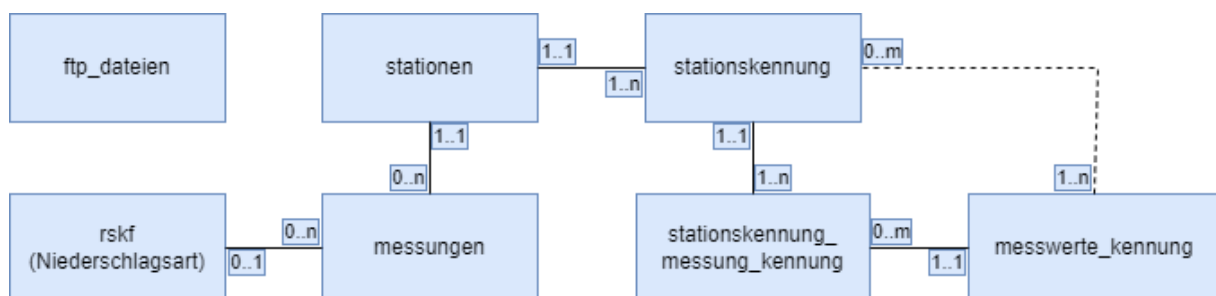 ftp_dateien
stationen
1..1
1..n
stationskennung
0..m
1..1
0..n
1..1
1..n
1..n
rskf
(Niederschlagsart)
0..1
0..n
messungen
stationskennung_
messung_kennung
0..m
1..1
messwerte_kennung